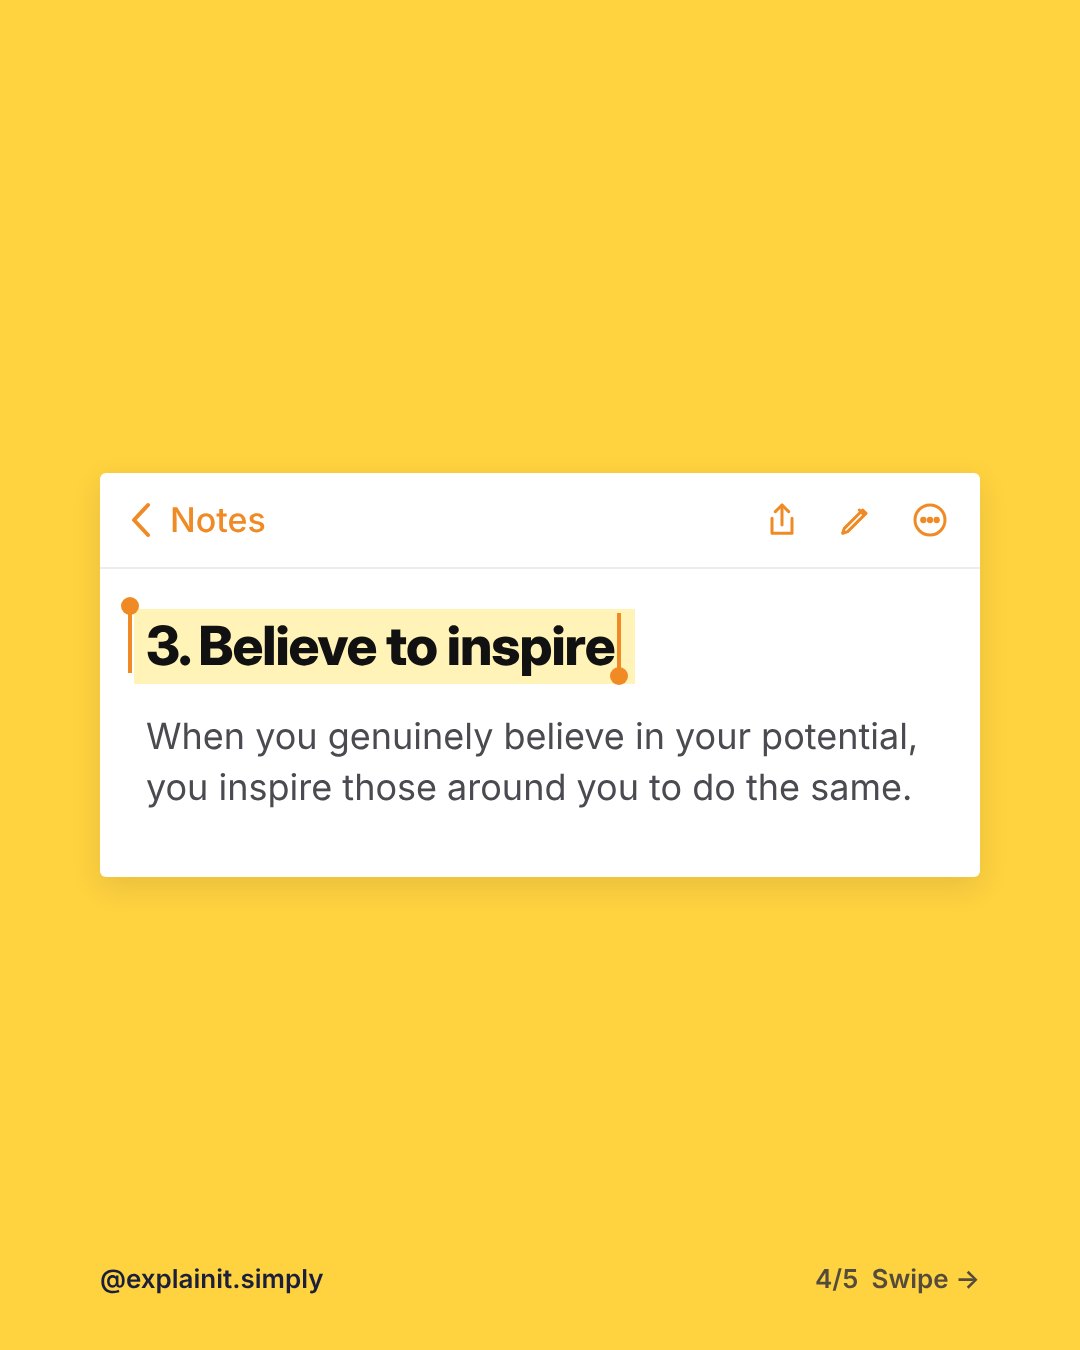 Notes
3. Believe to inspire
When you genuinely believe in your potential,
you inspire those around you to do the same.
@explainit.simply
4/5 Swipe →